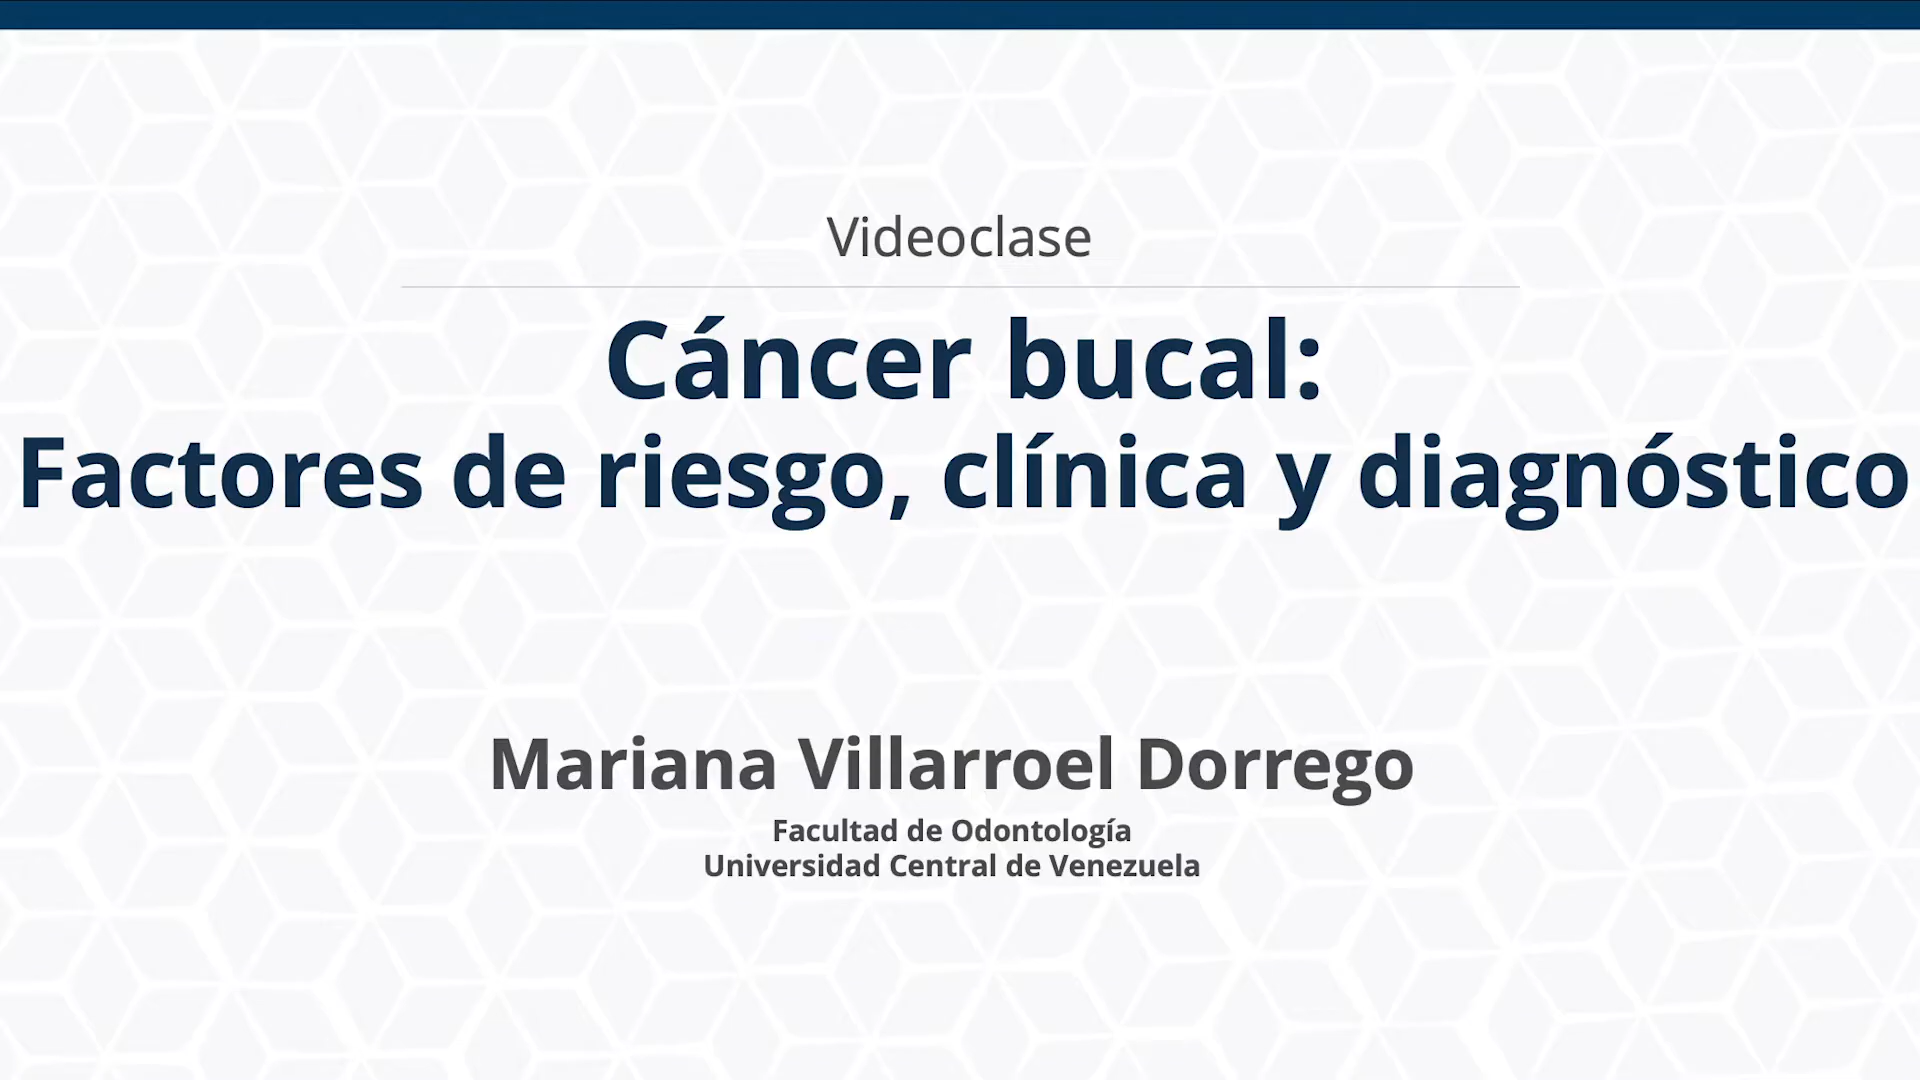 Videoclase
Cáncer bucal:
Factores de riesgo, clínica y diagnóstico
Mariana Villarroel Dorrego
Facultad de Odontología
Universidad Central de Venezuela